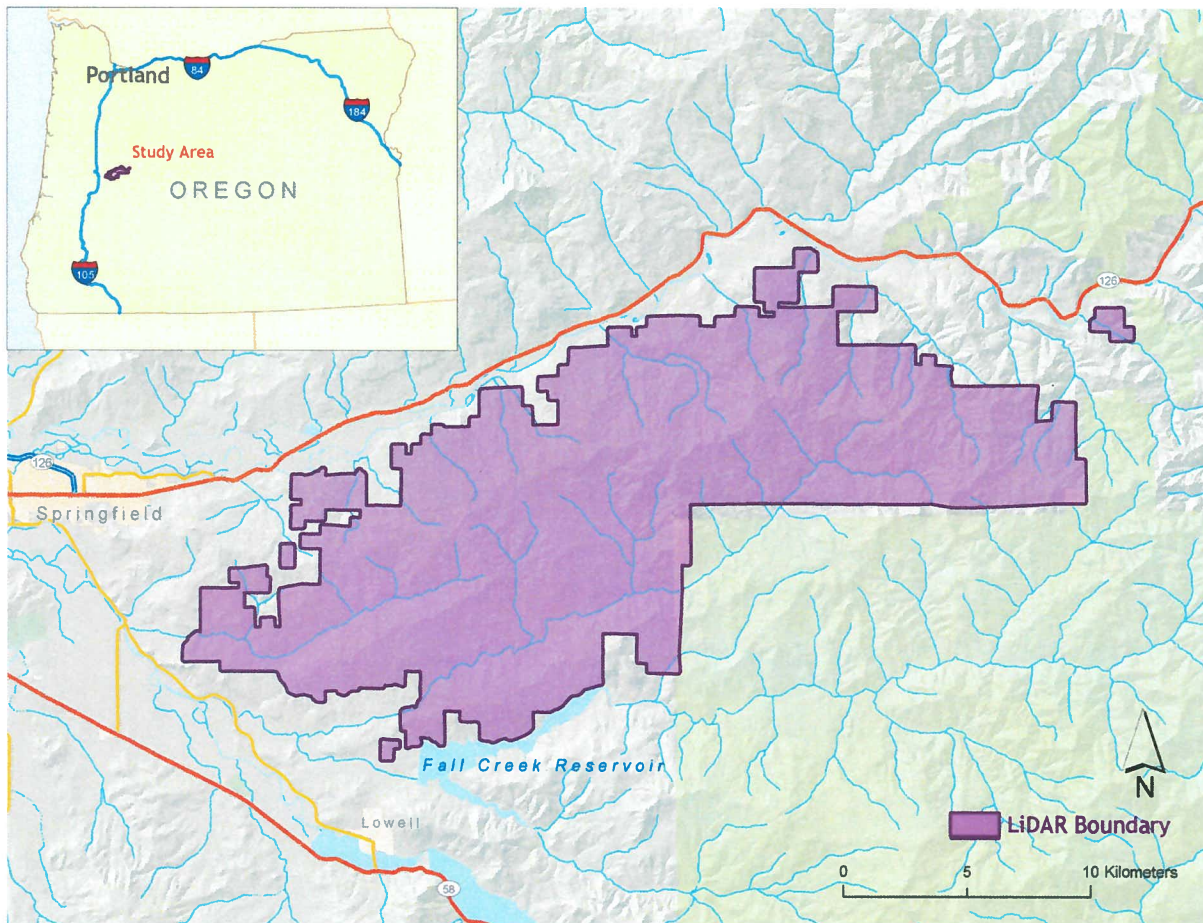 Portland
84
184
Study Area
OREGON
105
126
126
Springfield
Fall Creek Reservoir
N
LiDAR Boundary
Lowell
0 5 10 Kilometers
58